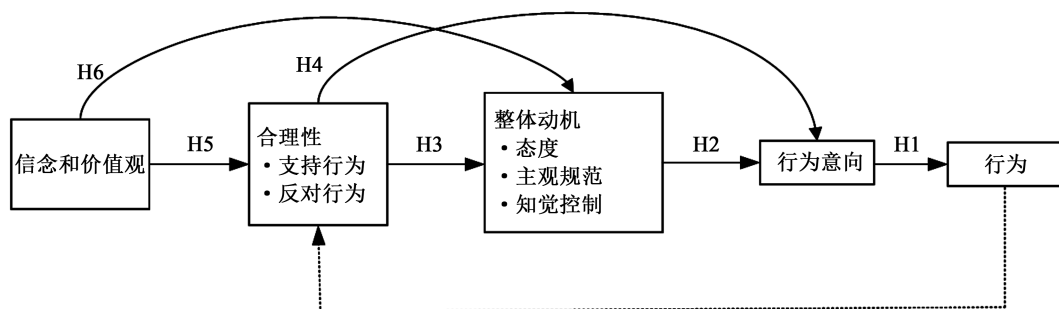 H6
H4
信念和价值观
H5
合理性
·支持行为
·反对行为
H3
整体动机
·态度
·主观规范
·知觉控制
H2
行为意向
H1
行为